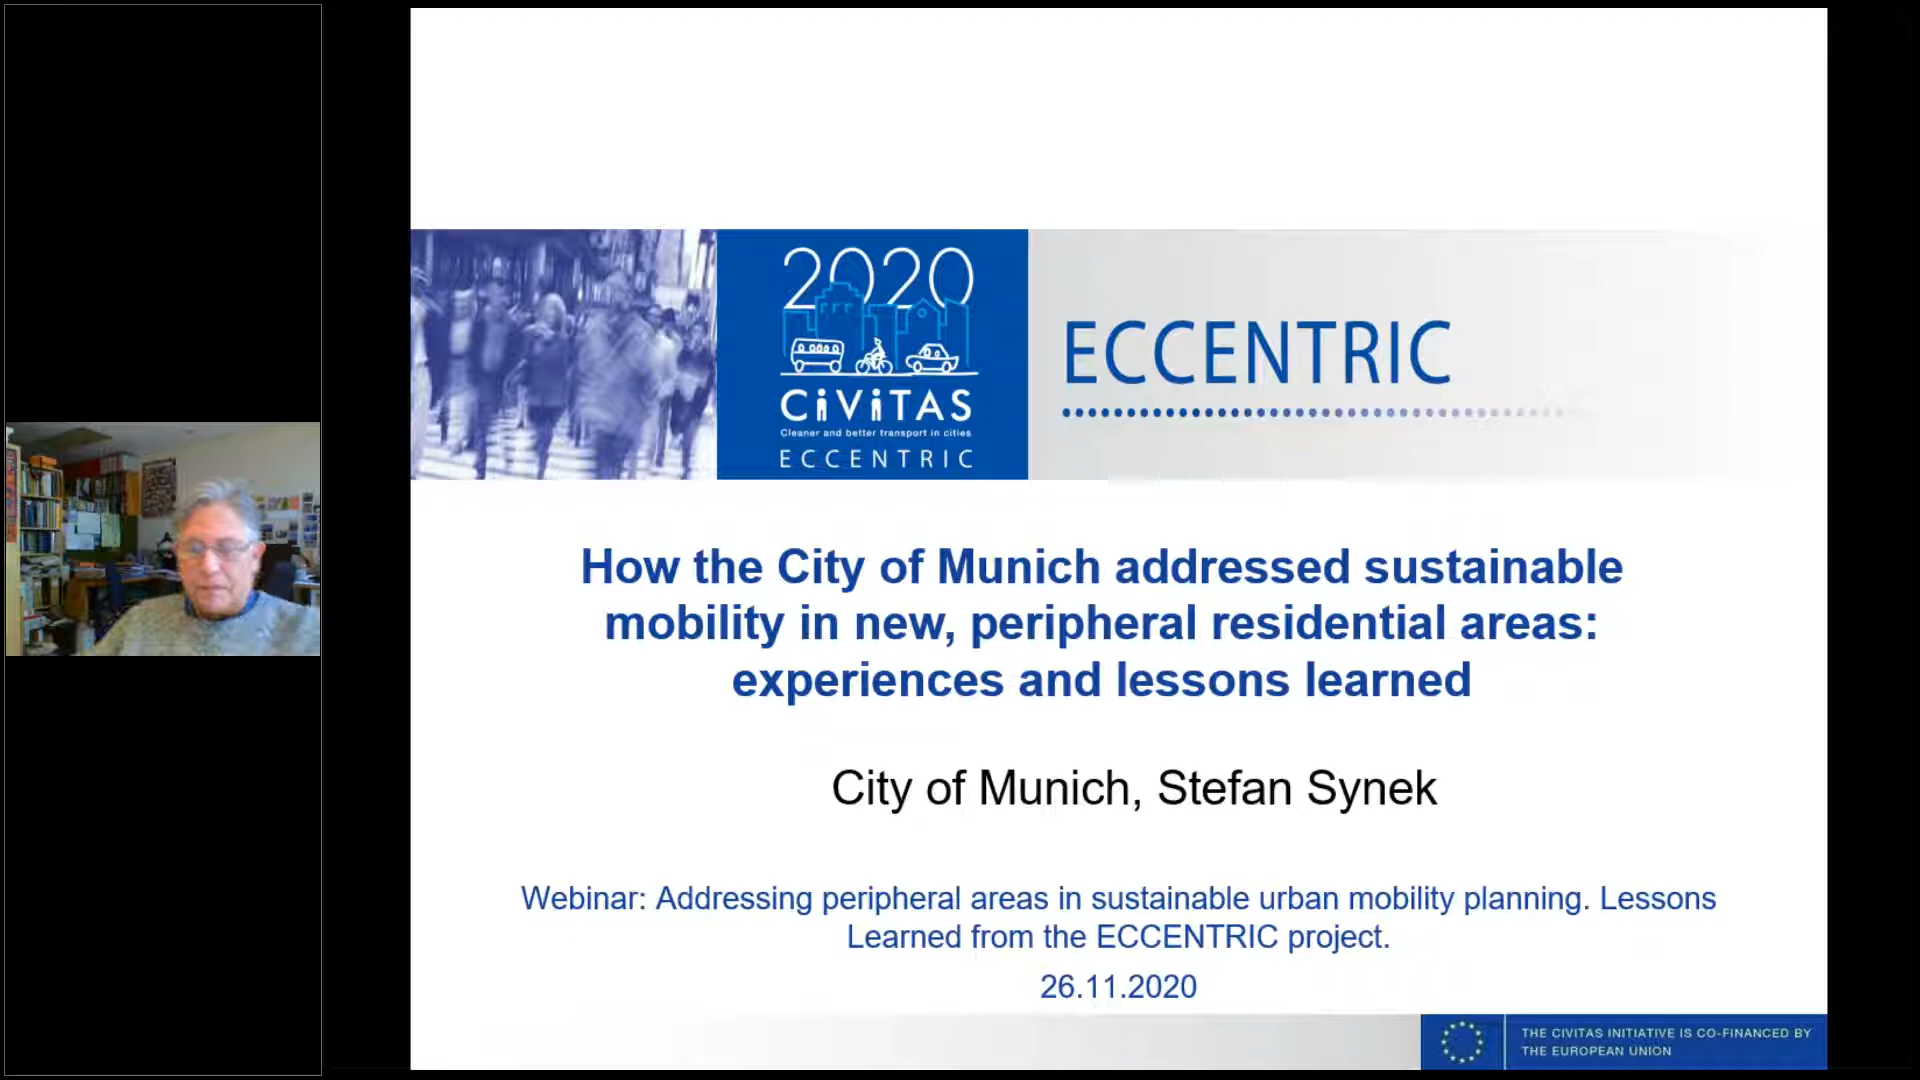 2020
CiViTAS
Cleaner and better transport in cities
ECCENTRIC
ECCENTRIC
How the City of Munich addressed sustainable
mobility in new, peripheral residential areas:
experiences and lessons learned
City of Munich, Stefan Synek
Webinar: Addressing peripheral areas in sustainable urban mobility planning. Lessons
Learned from the ECCENTRIC project.
26.11.2020
THE CIVITAS INITIATIVE IS CO-FINANCED BY
THE EUROPEAN UNION